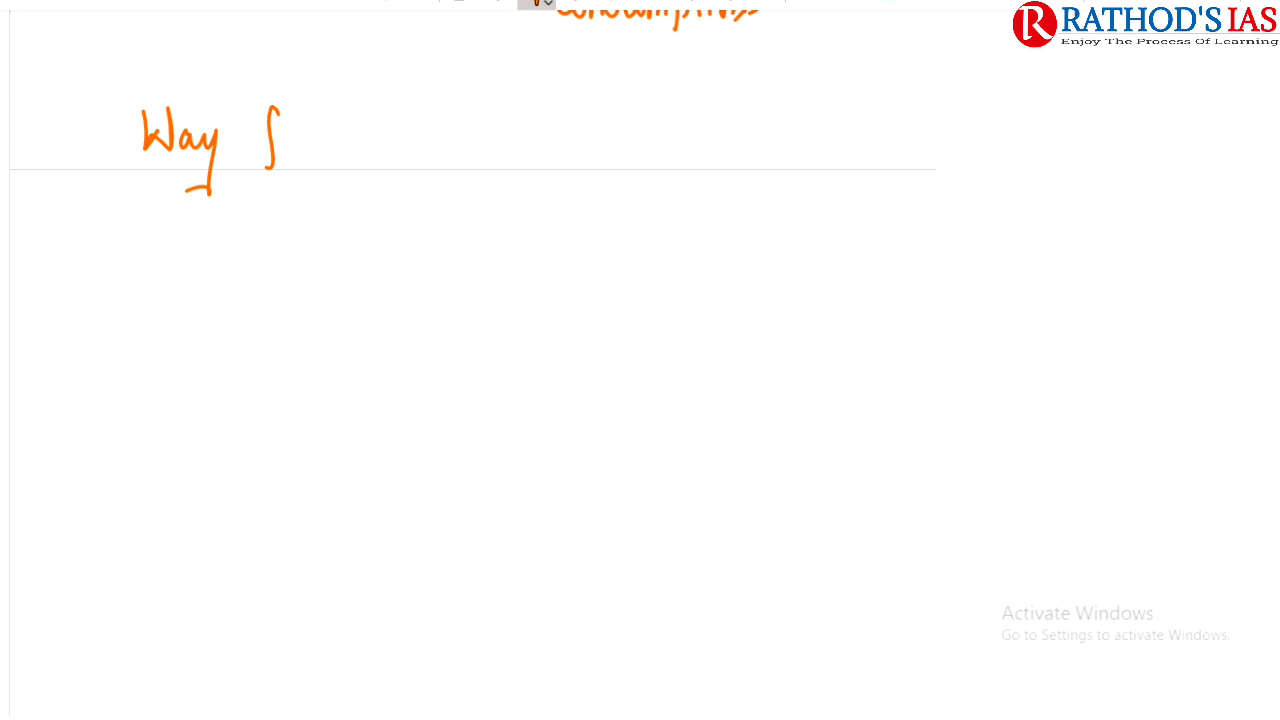 RATHOD'S IAS
Enjoy The Process Of Learning
Way
Activate Windows
Go to Settings to activate Windows.